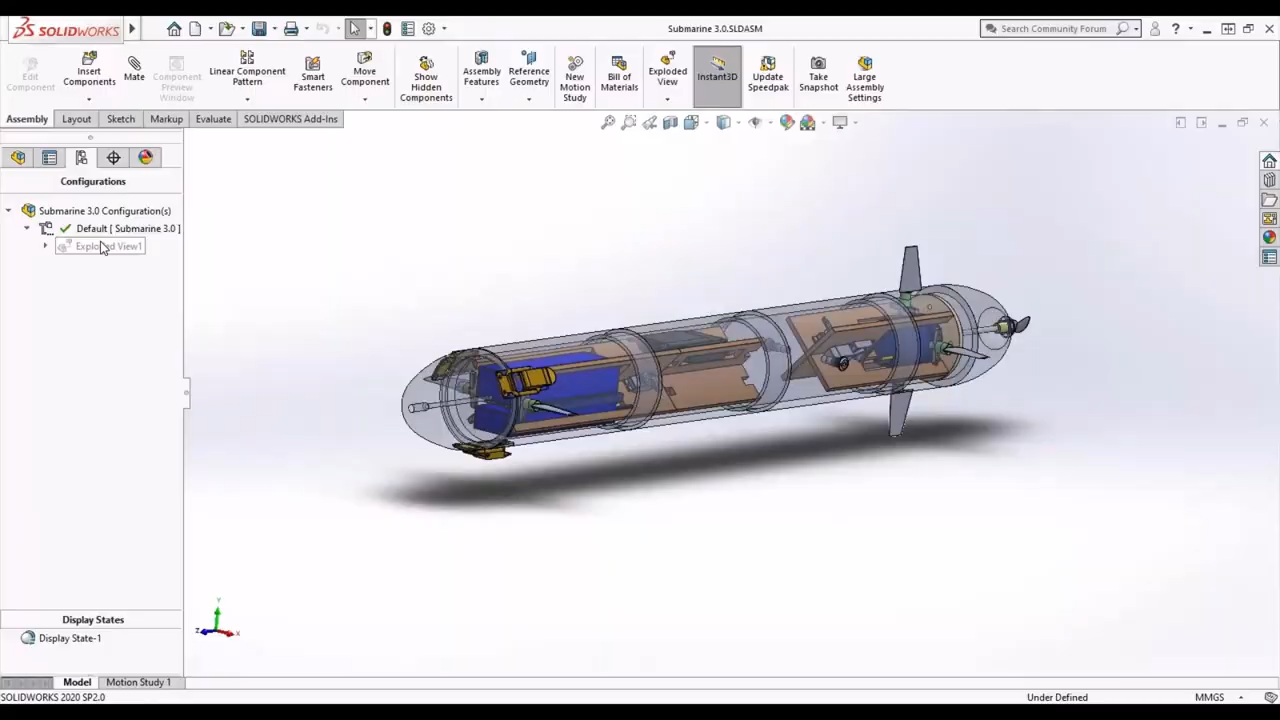 SOLIDWORKS
Submarine 3.0.SLDASM
Search Community Forum
?
Edit Component
Insert Components
Mate
Component Preview Window
Linear Component Pattern
Smart Fasteners
Move Component
Show Hidden Components
Assembly Features
Reference Geometry
New Motion Study
Bill of Materials
Exploded View
Instant3D
Update Speedpak
Take Snapshot
Large Assembly Settings
Assembly
Layout
Sketch
Markup
Evaluate
SOLIDWORKS Add-Ins
Configurations
Submarine 3.0 Configuration(s)
Default [ Submarine 3.0 ]
Exploded View1
Y
Z
X
Display States
Display State-1
Model
Motion Study 1
SOLIDWORKS 2020 SP2.0
Under Defined
MMGS